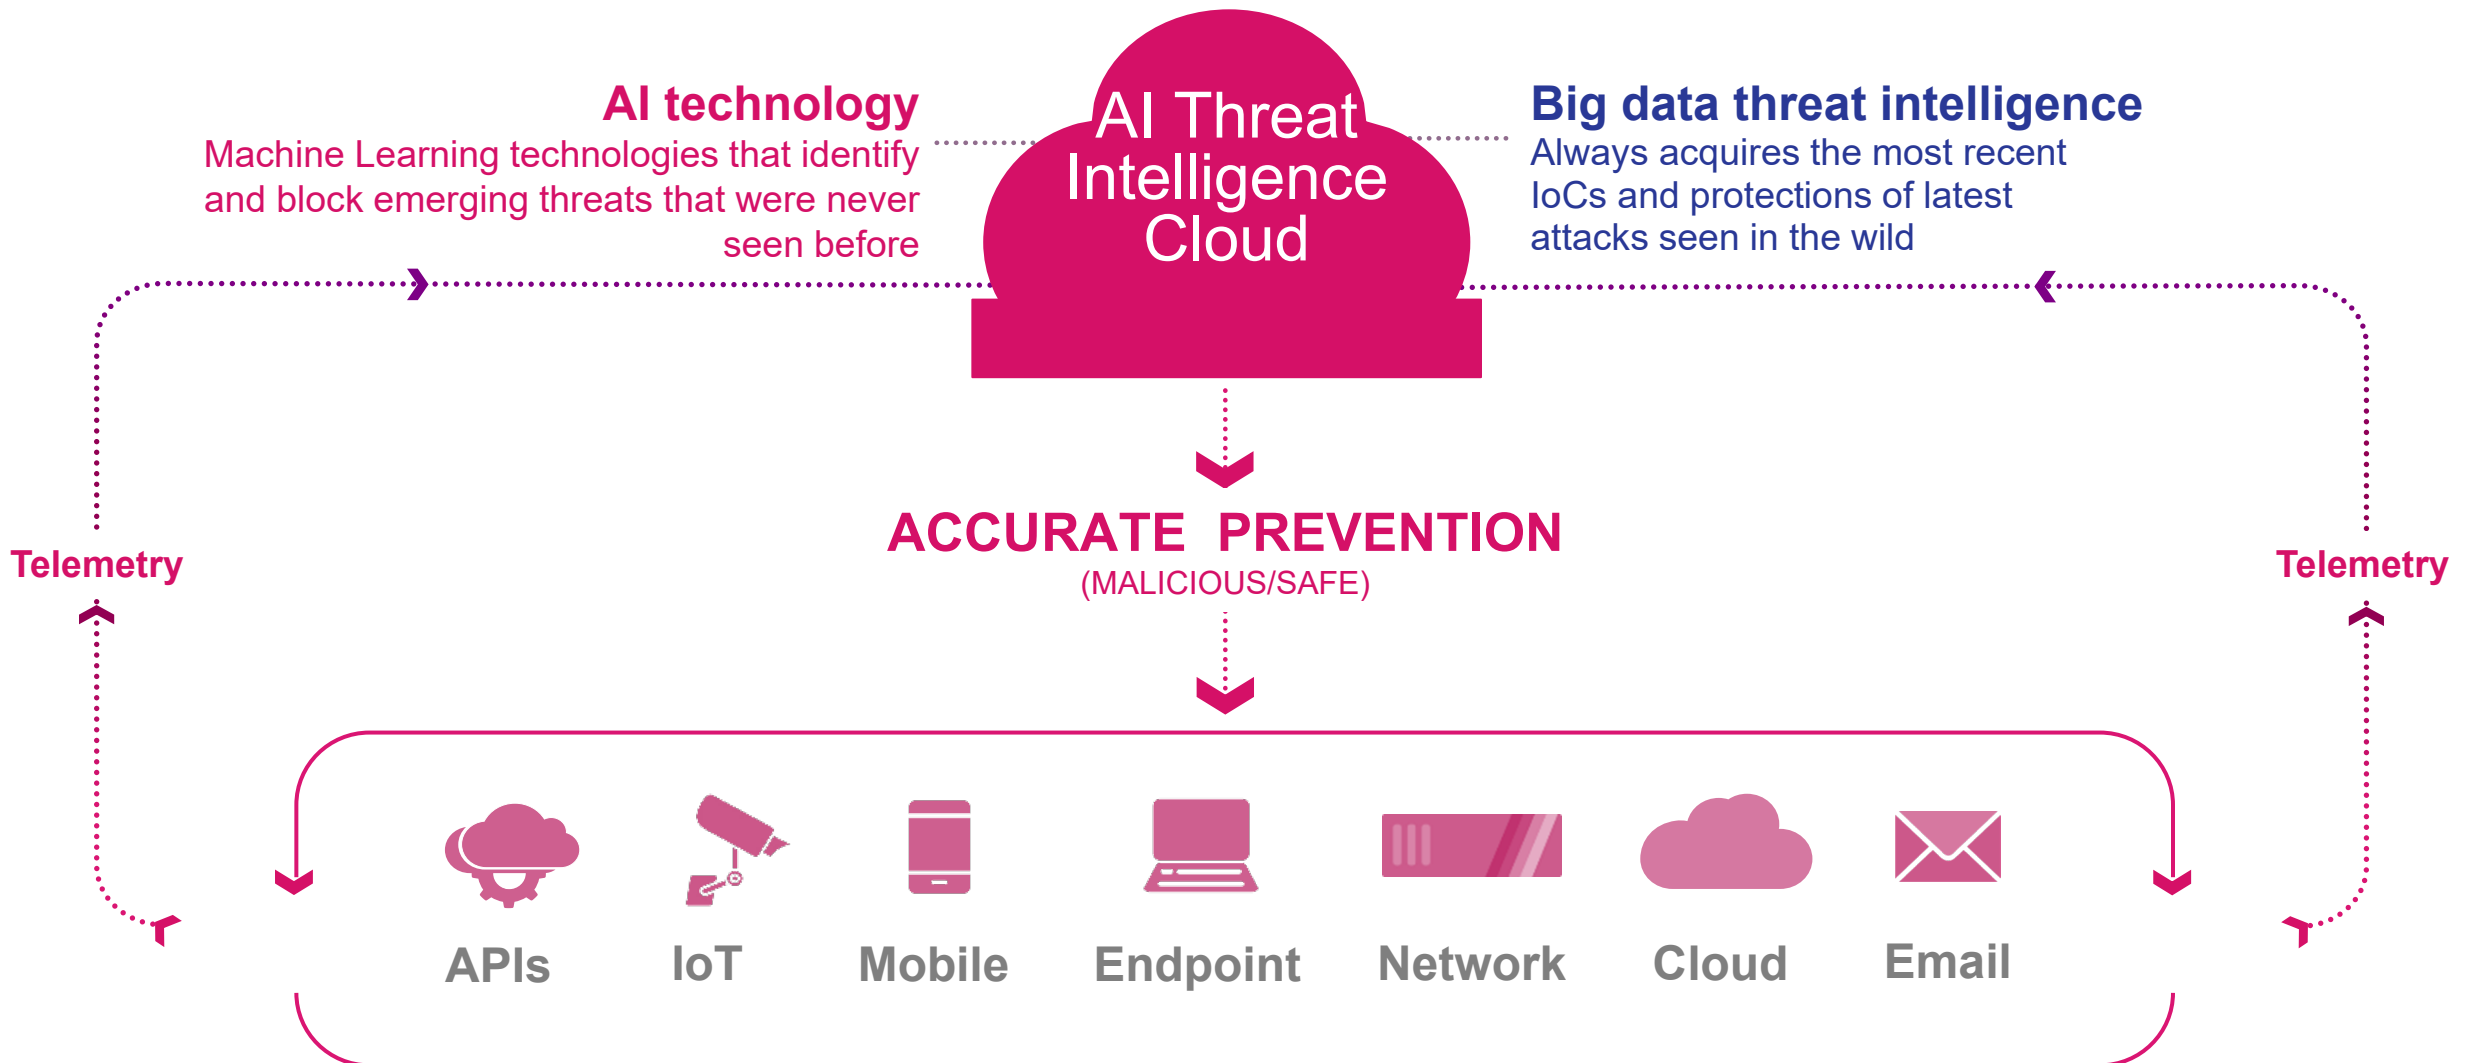 AI technology
Machine Learning technologies that identify
and block emerging threats that were never
seen before
AI Threat
Intelligence
Cloud
Big data threat intelligence
Always acquires the most recent
IoCs and protections of latest
attacks seen in the wild
ACCURATE PREVENTION
(MALICIOUS/SAFE)
Telemetry
Telemetry
APIs
IoT
Mobile
Endpoint
Network
Cloud
Email